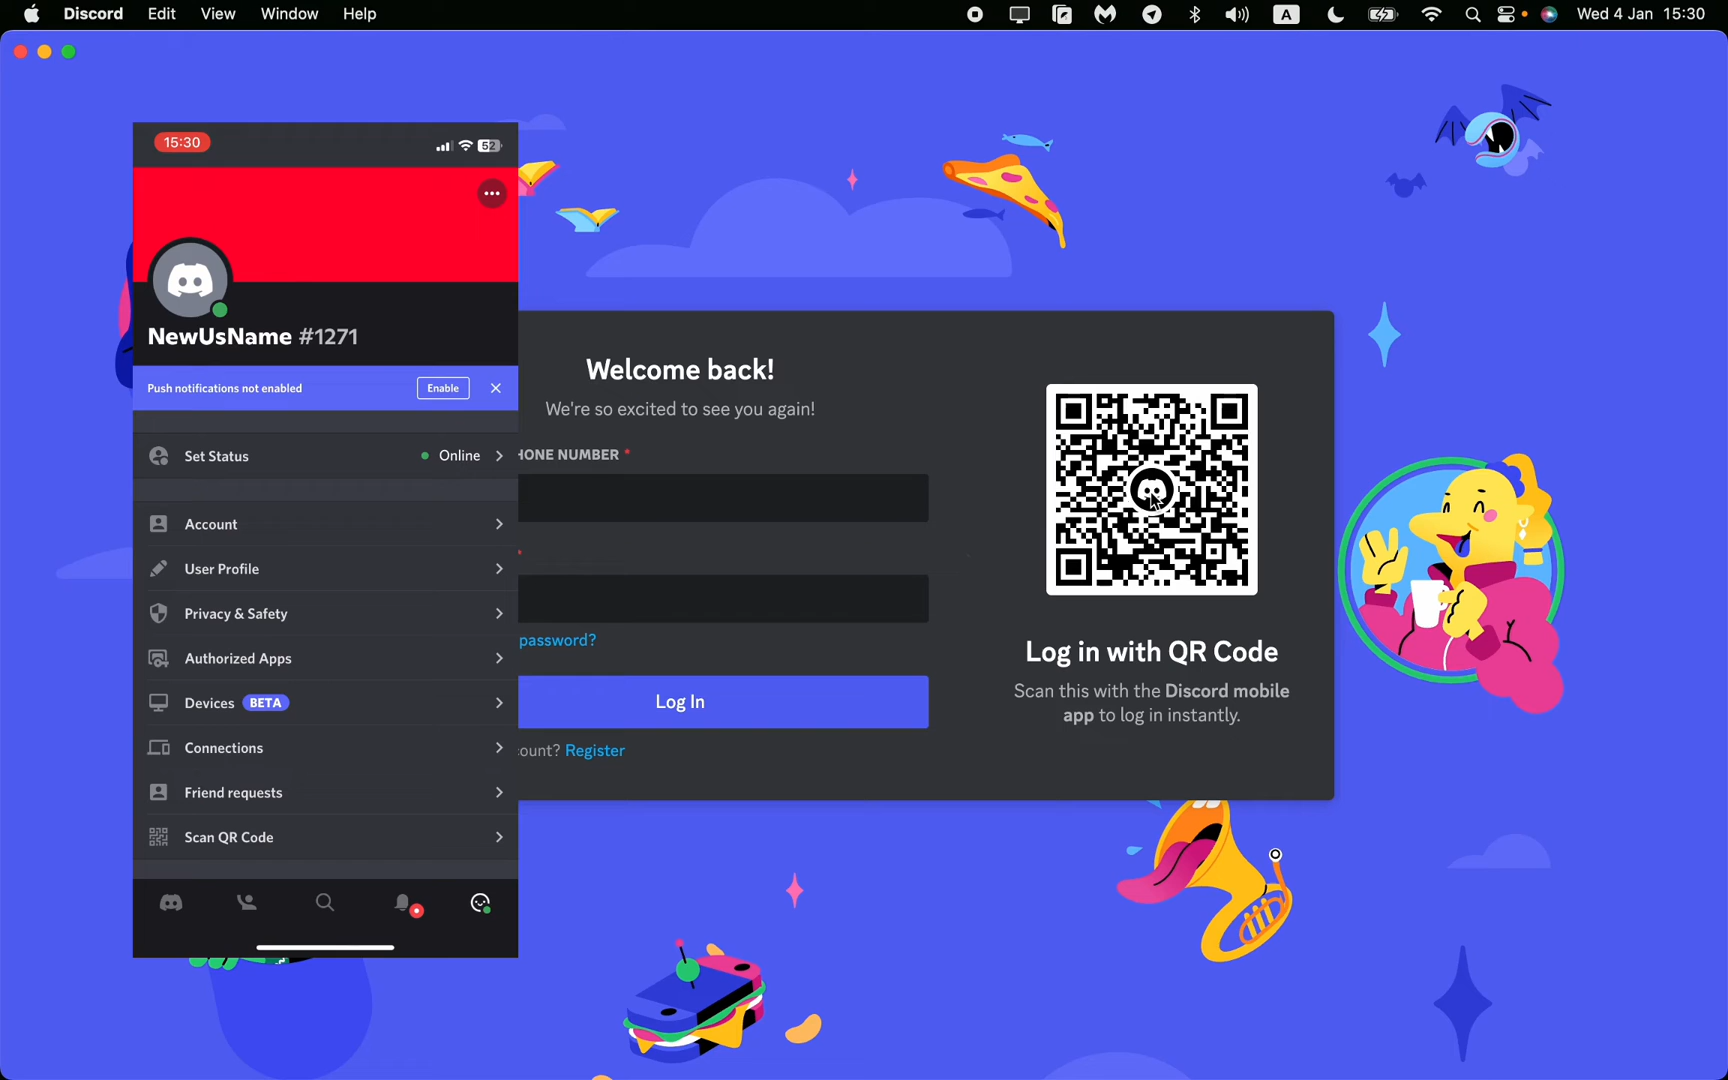 Discord Edit View Window Help
A
Wed 4 Jan 15:30
15:30
52
NewUsName #1271
Push notifications not enabled
Enable
Set Status
Online
Account
User Profile
Privacy & Safety
Authorized Apps
Devices BETA
Connections
Friend requests
Scan QR Code
Welcome back!
We're so excited to see you again!
HONE NUMBER *
*
password?
Log In
ount? Register
Log in with QR Code
Scan this with the Discord mobile
app to log in instantly.